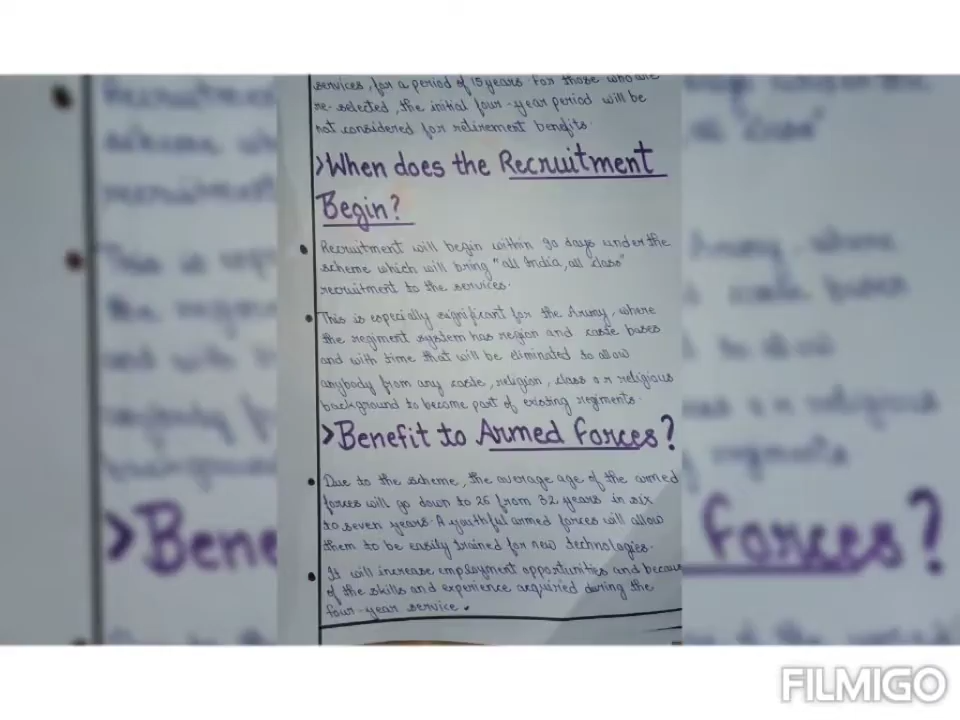 services, for a period of 15 years. For those who are
re-selected, the initial four-year period will be
not considered for retirement benefits.
>When does the Recruitment
Begin?
Recruitment will begin within 90 days under the
scheme which will bring "all India, all class"
recruitment to the services.
This is especially significant for the Army, where
the regiment system has region and caste bases
and with time that will be eliminated to allow
anybody from any caste, religion, class or religious
background to become part of existing regiments.
>Benefit to Armed forces?
Due to the scheme, the average age of the armed
forces will go down to 26 from 32 years in six
to seven years. A youthful armed forces will allow
them to be easily trained for new technologies.
It will increase employment opportunities and becau
of the skills and experience acquired during the
four-year service.
FILMIGO